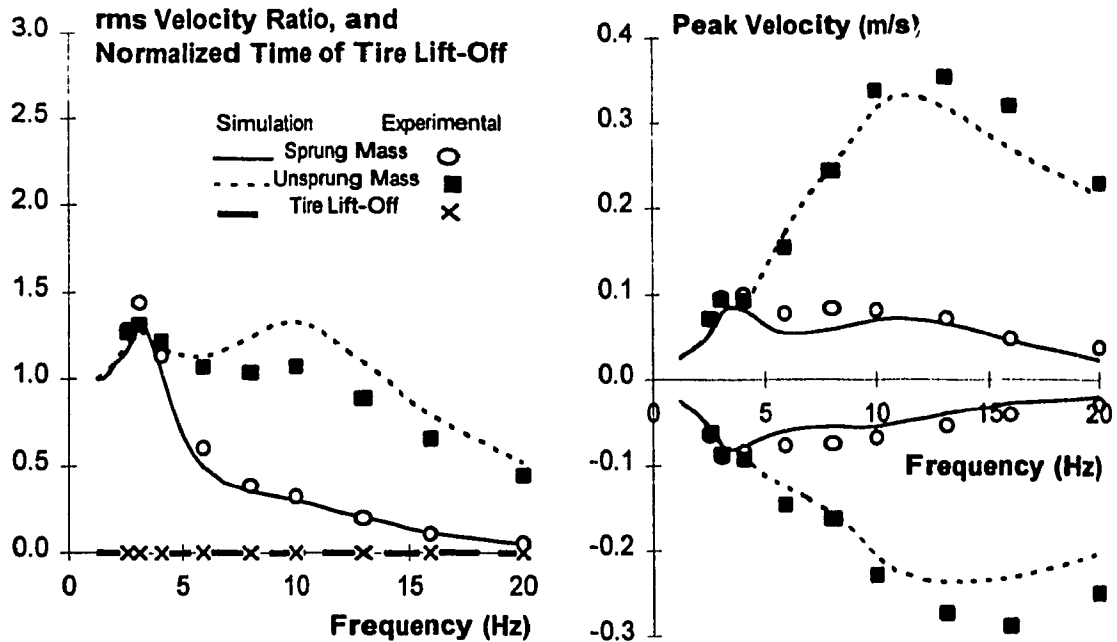 rms Velocity Ratio, and
Normalized Time of Tire Lift-Off
3.0
2.5
2.0
1.5
1.0
0.5
0.0
Simulation Experimental
Sprung Mass
Unsprung Mass
Tire Lift-Off
0 5 10 15 20
Frequency (Hz)
Peak Velocity (m/s)
0.4
0.3
0.2
0.1
0.0
-0.1
-0.2
-0.3
0 5 10 15 20
Frequency (Hz)